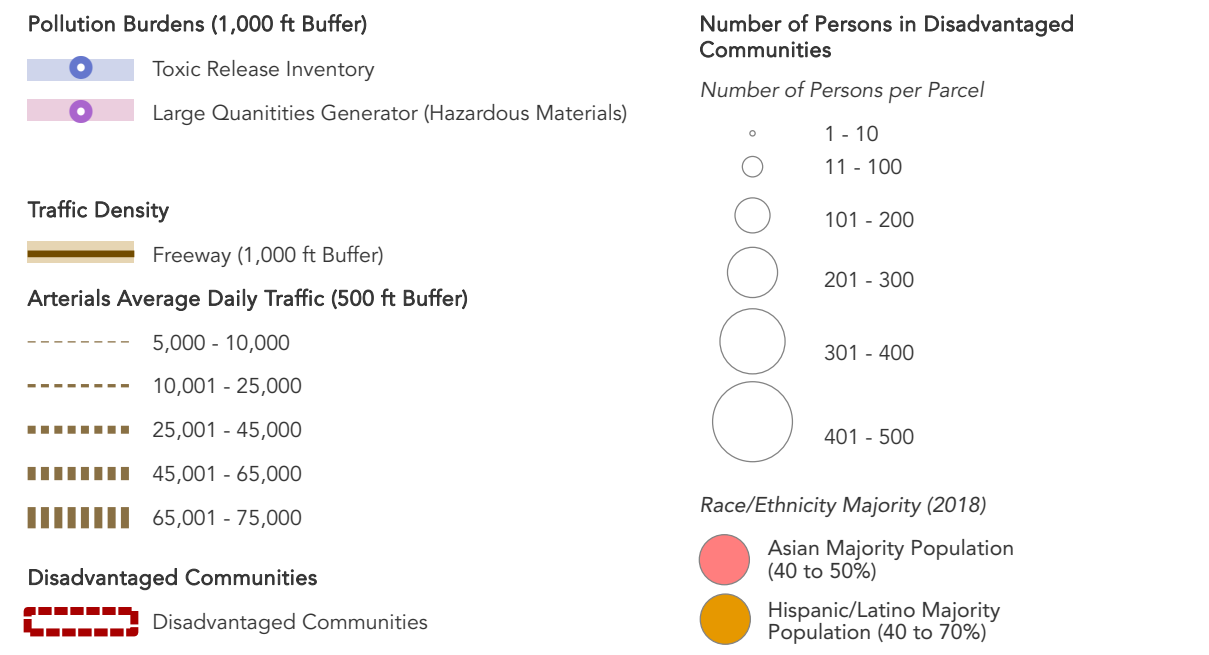 Pollution Burdens (1,000 ft Buffer)
Toxic Release Inventory
Large Quanitities Generator (Hazardous Materials)
Traffic Density
Freeway (1,000 ft Buffer)
Arterials Average Daily Traffic (500 ft Buffer)
5,000 - 10,000
10,001 - 25,000
25,001 - 45,000
45,001 - 65,000
65,001 - 75,000
Disadvantaged Communities
Disadvantaged Communities
Number of Persons in Disadvantaged
Communities
Number of Persons per Parcel
1 - 10
11 - 100
101 - 200
201 - 300
301 - 400
401 - 500
Race/Ethnicity Majority (2018)
Asian Majority Population
(40 to 50%)
Hispanic/Latino Majority
Population (40 to 70%)